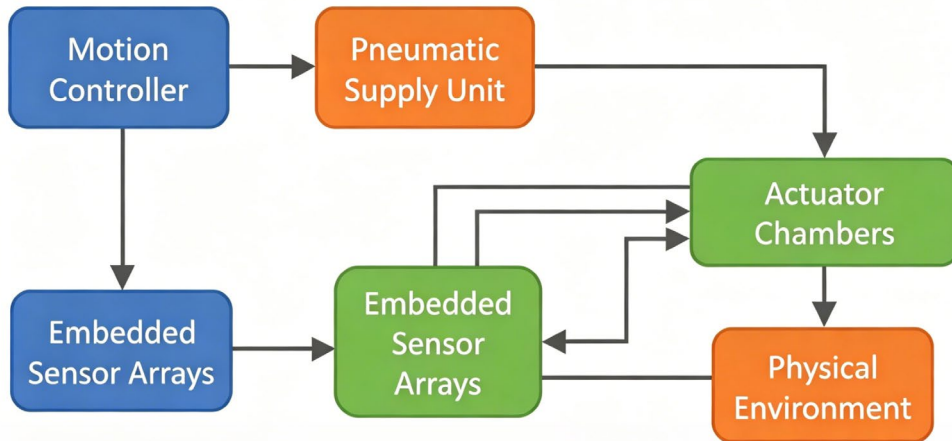 Motion
Controller
Pneumatic
Supply Unit
Actuator
Chambers
Embedded
Sensor Arrays
Embedded
Sensor
Arrays
Physical
Environment